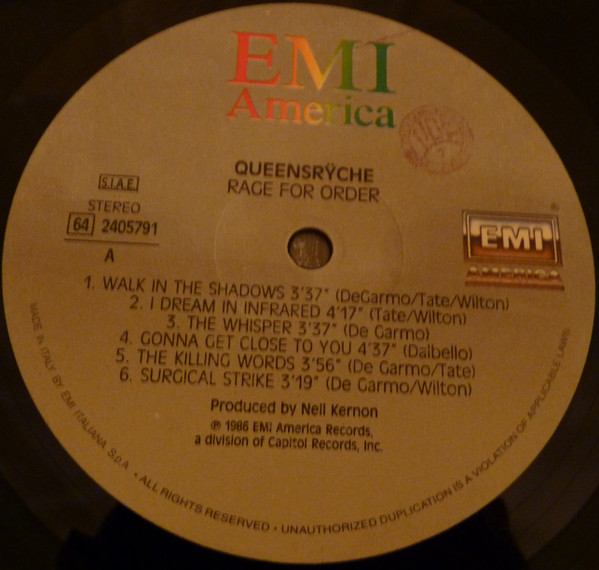 EMI
America
QUEENSRŸCHE
RAGE FOR ORDER
S.I.A.E.
STEREO
64 2405791
A
EMI
AMERICA
®
1. WALK IN THE SHADOWS 3'37" (DeGarmo/Tate/Wilton)
2. I DREAM IN INFRARED 4'17" (Tate/Wilton)
3. THE WHISPER 3'37" (De Garmo)
4. GONNA GET CLOSE TO YOU 4'37" (Dalbello)
5. THE KILLING WORDS 3'56" (De Garmo/Tate)
6. SURGICAL STRIKE 3'19" (De Garmo/Wilton)
Produced by Neil Kernon
℗ 1986 EMI America Records,
a division of Capitol Records, Inc.
MADE IN ITALY BY EMI ITALIANA S.p.A. • ALL RIGHTS RESERVED • UNAUTHORIZED DUPLICATION IS A VIOLATION OF APPLICABLE LAWS